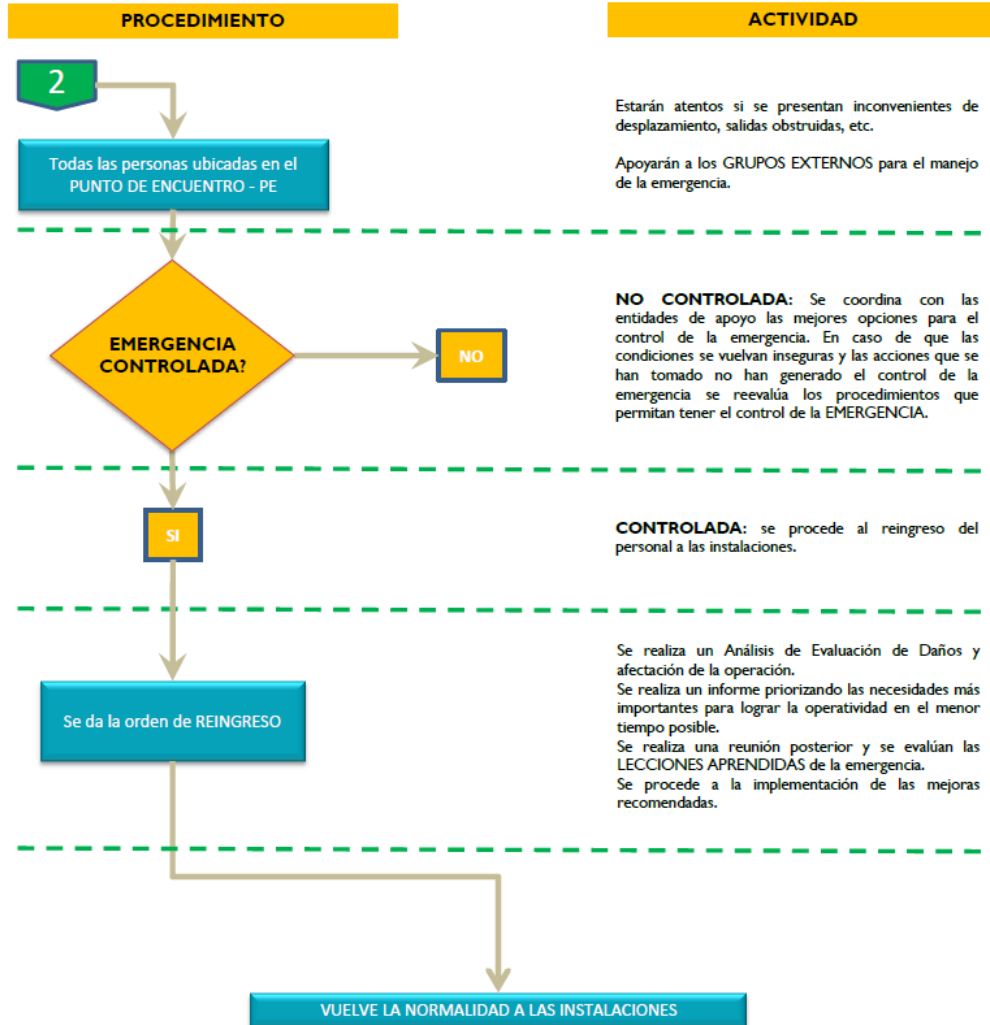 PROCEDIMIENTO
ACTIVIDAD
2
Todas las personas ubicadas en el
PUNTO DE ENCUENTRO - PE
Estarán atentos si se presentan inconvenientes de
desplazamiento, salidas obstruidas, etc.
Apoyarán a los GRUPOS EXTERNOS para el manejo
de la emergencia.
EMERGENCIA
CONTROLADA?
NO
NO CONTROLADA: Se coordina con las
entidades de apoyo las mejores opciones para el
control de la emergencia. En caso de que las
condiciones se vuelvan inseguras y las acciones que se
han tomado no han generado el control de la
emergencia se reevalúa los procedimientos que
permitan tener el control de la EMERGENCIA.
SI
CONTROLADA: se procede al reingreso del
personal a las instalaciones.
Se da la orden de REINGRESO
Se realiza un Análisis de Evaluación de Daños y
afectación de la operación.
Se realiza un informe priorizando las necesidades más
importantes para lograr la operatividad en el menor
tiempo posible.
Se realiza una reunión posterior y se evalúan las
LECCIONES APRENDIDAS de la emergencia.
Se procede a la implementación de las mejoras
recomendadas.
VUELVE LA NORMALIDAD A LAS INSTALACIONES